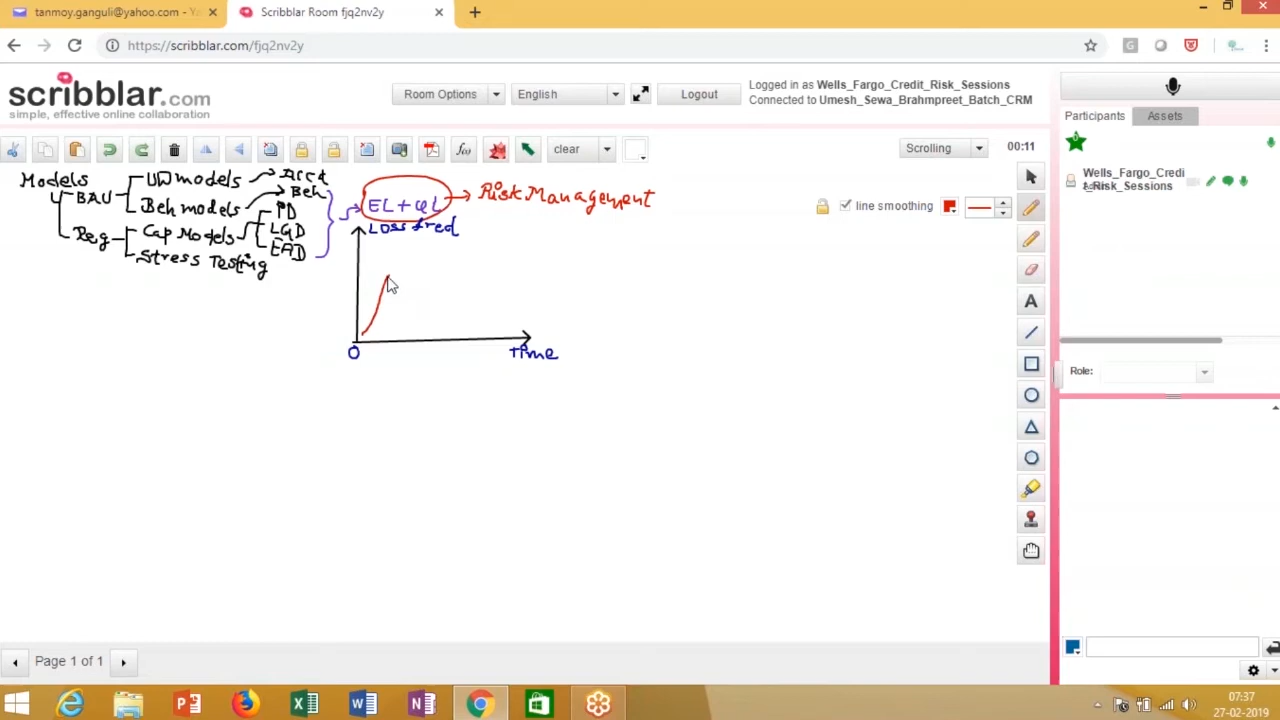 tanmoy.ganguli@yahoo.com - Ya
Scribblar Room fjq2nv2y
https://scribblar.com/fjq2nv2y
scribblar.com
simple, effective online collaboration
Room Options
English
Logout
Logged in as Wells_Fargo_Credit_Risk_Sessions
Connected to Umesh_Sewa_Brahmpreet_Batch_CRM
clear
Scrolling
00:11
line smoothing
Participants
Assets
Wells_Fargo_Credi
t_Risk_Sessions
Role:
Models
BAU
UW models
Beh
Beh models
Reg
Cap Models
PD
LGD
EAD
Stress Testing
EL + UL
Risk Management
Loss
0
Time
Page 1 of 1
07:37
27-02-2019